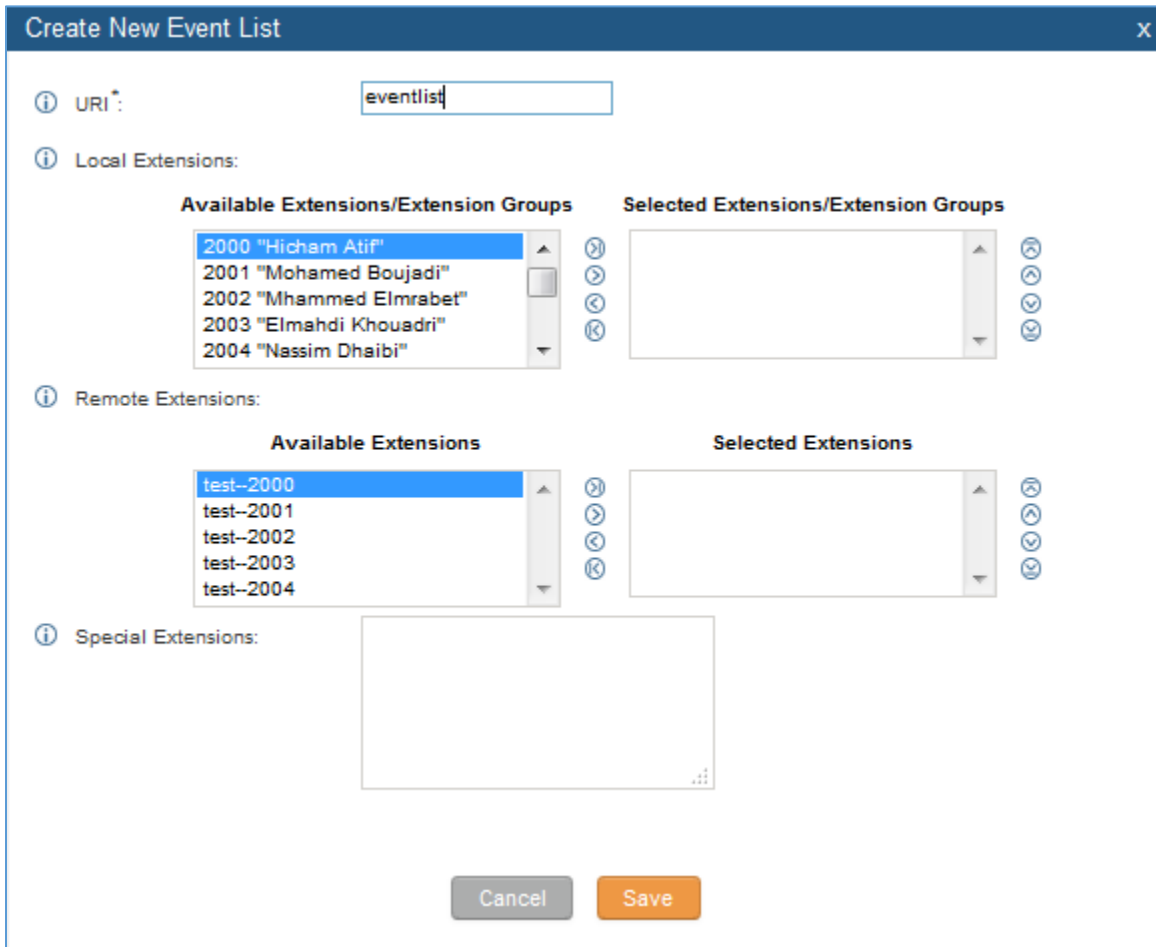 Create New Event List x
URI*: eventlist
Local Extensions:
Available Extensions/Extension Groups Selected Extensions/Extension Groups
2000 "Hicham Atif"
2001 "Mohamed Boujadi"
2002 "Mhammed Elmrabet"
2003 "Elmahdi Khouadri"
2004 "Nassim Dhaibi"
Remote Extensions:
Available Extensions Selected Extensions
test--2000
test--2001
test--2002
test--2003
test--2004
Special Extensions:
Cancel Save